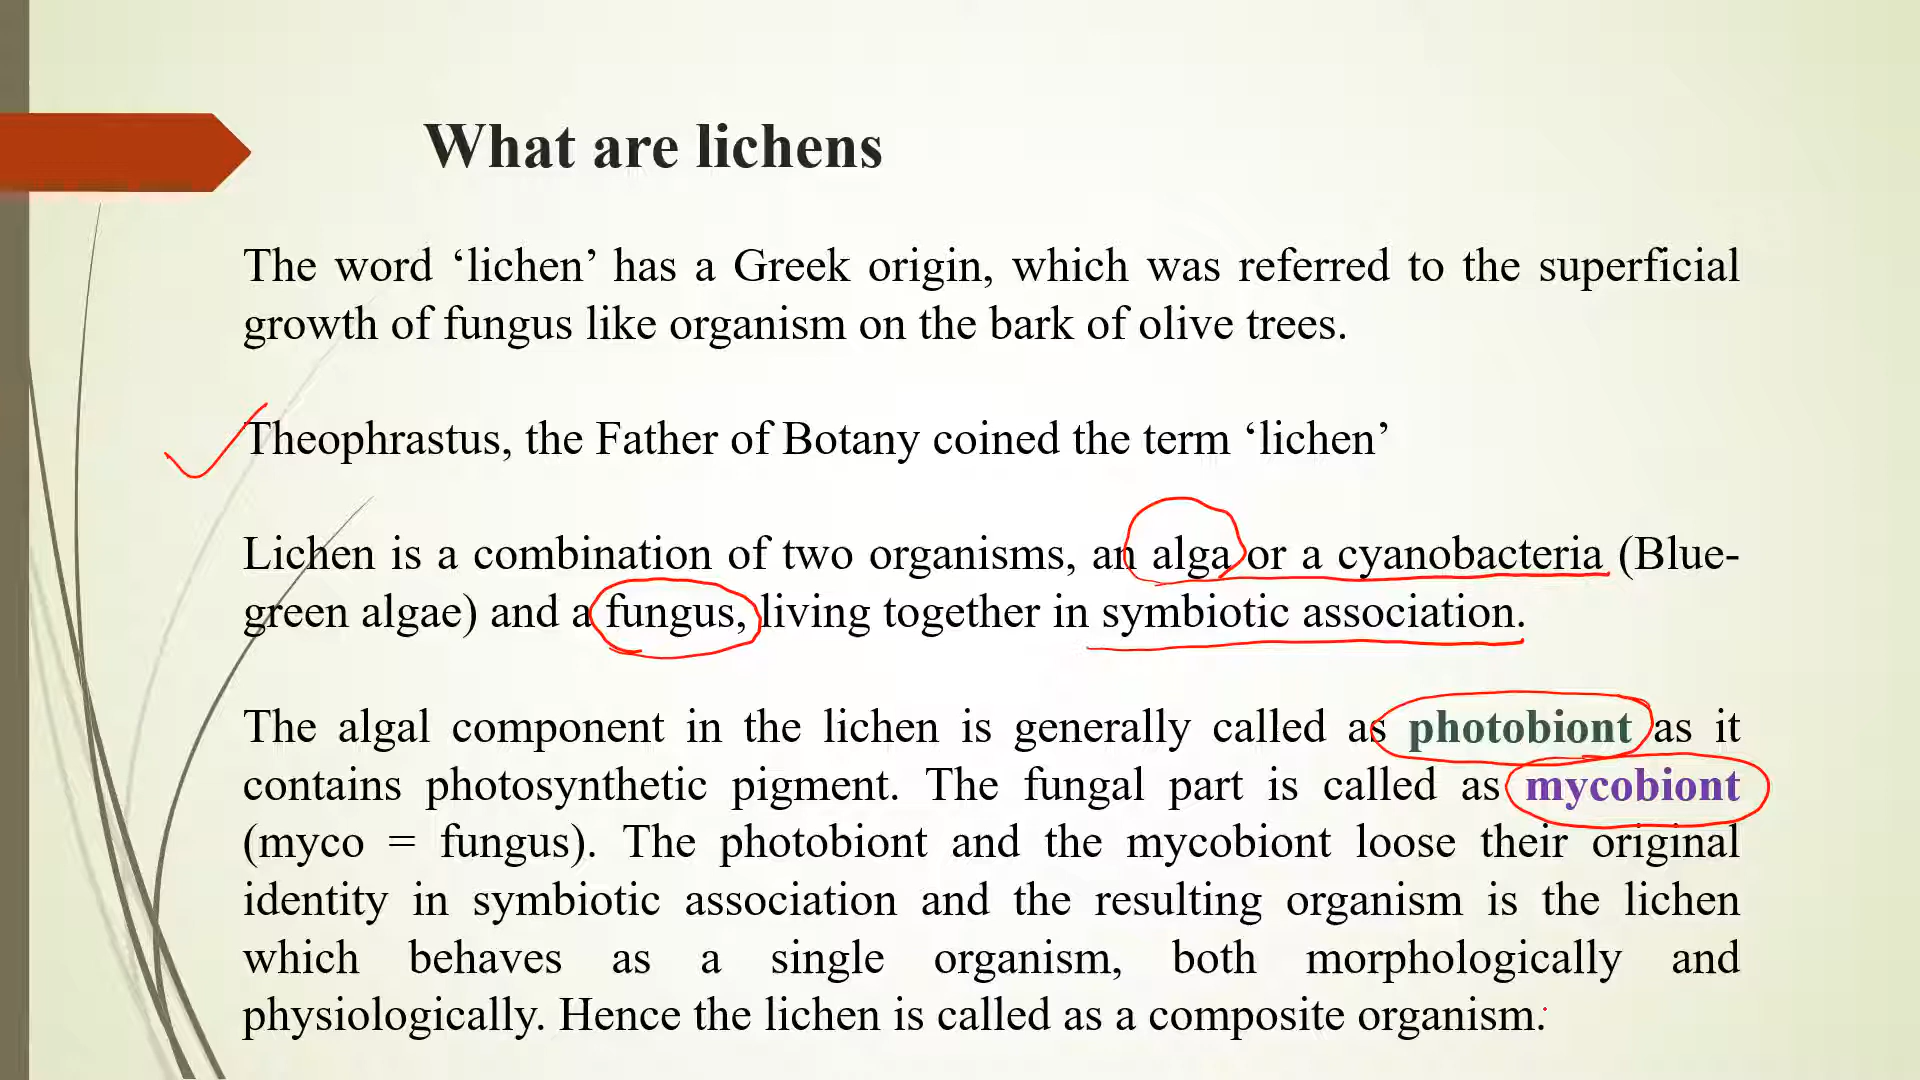 What are lichens
The word ‘lichen’ has a Greek origin, which was referred to the superficial
growth of fungus like organism on the bark of olive trees.
Theophrastus, the Father of Botany coined the term ‘lichen’
Lichen is a combination of two organisms, an alga or a cyanobacteria (Blue-
green algae) and a fungus, living together in symbiotic association.
The algal component in the lichen is generally called as photobiont as it
contains photosynthetic pigment. The fungal part is called as mycobiont
(myco = fungus). The photobiont and the mycobiont loose their original
identity in symbiotic association and the resulting organism is the lichen
which behaves as a single organism, both morphologically and
physiologically. Hence the lichen is called as a composite organism.